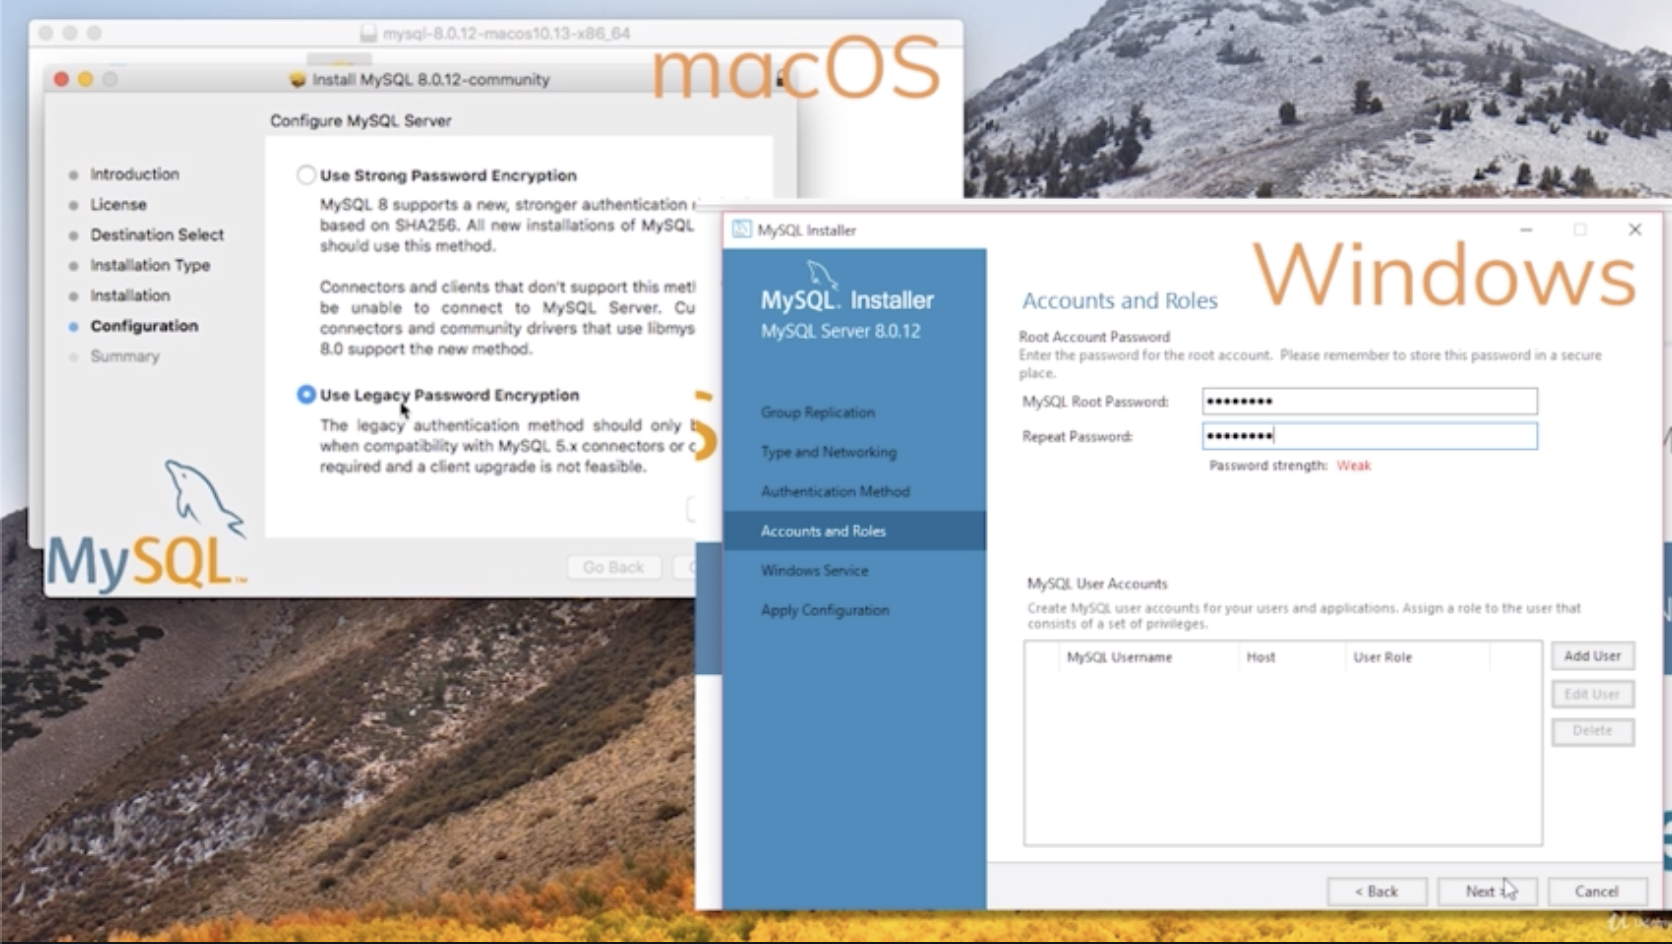 mysql-8.0.12-macos10.13-x86_64
macOS
Install MySQL 8.0.12-community
Configure MySQL Server
Introduction
License
Destination Select
Installation Type
Installation
Configuration
Summary
Use Strong Password Encryption
MySQL 8 supports a new, stronger authentication
based on SHA256. All new installations of MySQL
should use this method.
Connectors and clients that don't support this
be unable to connect to MySQL Server.
connectors and community drivers that use
8.0 support the new method.
Use Legacy Password Encryption
The legacy authentication method should only
when compatibility with MySQL 5.x connectors or
required and a client upgrade is not feasible.
MySQL
Go Back
MySQL Installer
Windows
MySQL. Installer
MySQL Server 8.0.12
Group Replication
Type and Networking
Authentication Method
Accounts and Roles
Windows Service
Apply Configuration
Accounts and Roles
Root Account Password
Enter the password for the root account. Please remember to store this password in a secure
place.
MySQL Root Password: ••••••••
Repeat Password: ••••••••
Password strength: Weak
MySQL User Accounts
Create MySQL user accounts for your users and applications. Assign a role to the user that
consists of a set of privileges.
MySQL Username Host User Role
Add User
Edit User
Delete
< Back Next > Cancel